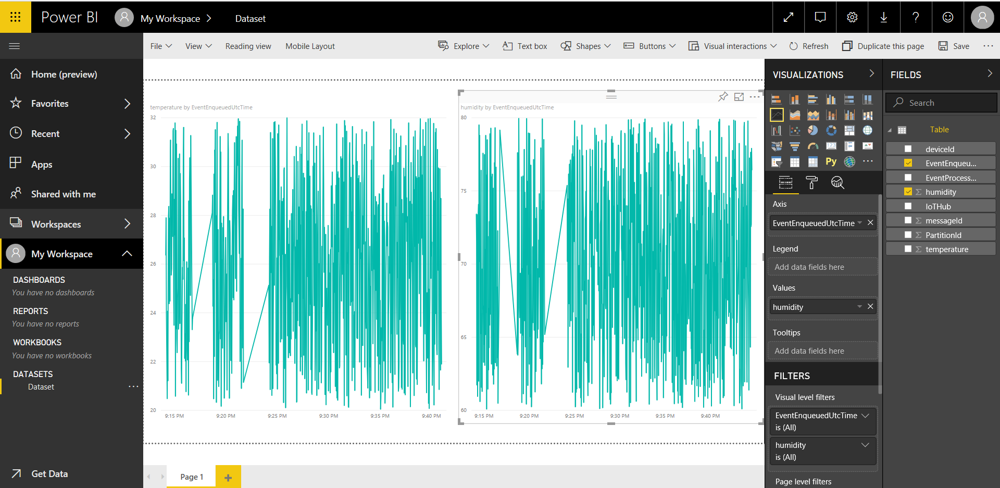 Power BI
My Workspace
Dataset
File
View
Reading view
Mobile Layout
Explore
Text box
Shapes
Buttons
Visual interactions
Refresh
Duplicate this page
Save
Home (preview)
Favorites
Recent
Apps
Shared with me
Workspaces
My Workspace
DASHBOARDS
You have no dashboards
REPORTS
You have no reports
WORKBOOKS
You have no workbooks
DATASETS
Dataset
Get Data
temperature by EventEnqueuedUtcTime
32
30
28
26
24
22
20
9:15 PM
9:20 PM
9:25 PM
9:30 PM
9:35 PM
9:40 PM
humidity by EventEnqueuedUtcTime
80
75
70
65
60
9:15 PM
9:20 PM
9:25 PM
9:30 PM
9:35 PM
9:40 PM
Page 1
VISUALIZATIONS
123
Py
Axis
EventEnqueuedUtcTime
Legend
Add data fields here
Values
humidity
Tooltips
Add data fields here
FILTERS
Visual level filters
EventEnqueuedUtcTime
is (All)
humidity
is (All)
Page level filters
FIELDS
Search
Table
deviceId
EventEnqueu...
EventProcess...
humidity
IoTHub
messageId
PartitionId
temperature